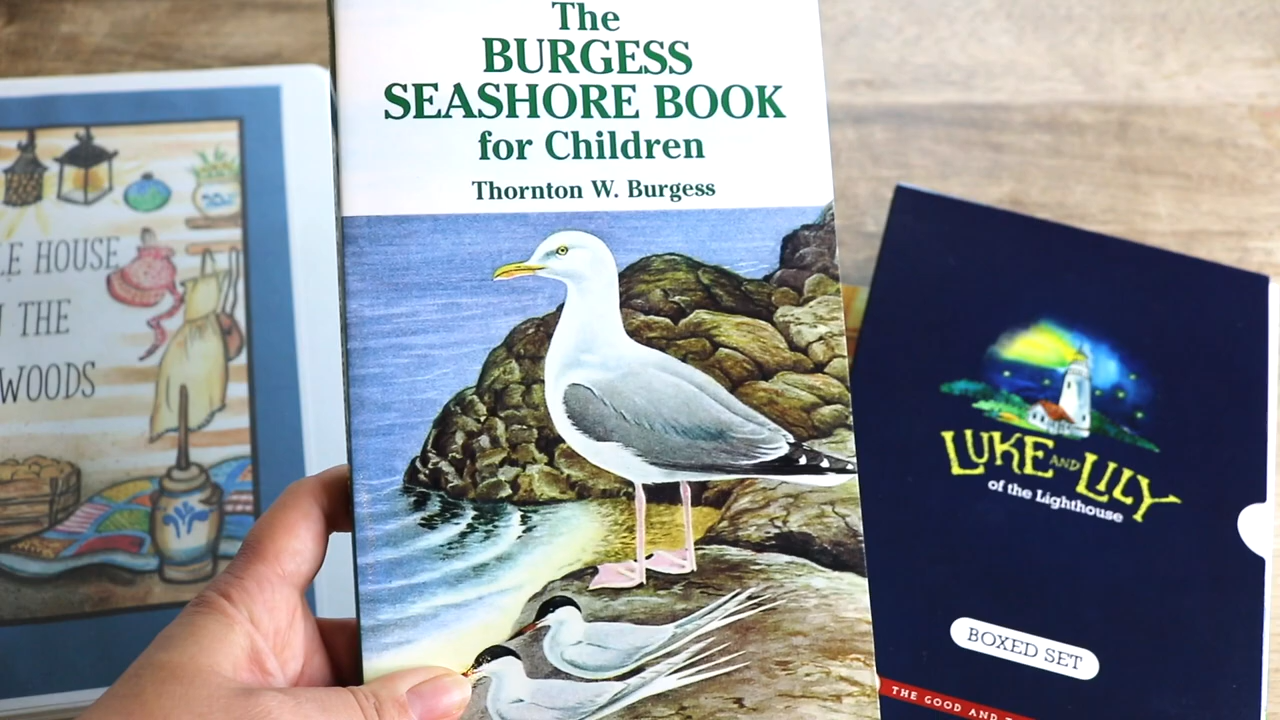 The
BURGESS
SEASHORE BOOK
for Children
Thornton W. Burgess
LE HOUSE
THE
WOODS
LUKE AND LILY
of the Lighthouse
BOXED SET
THE GOOD AND